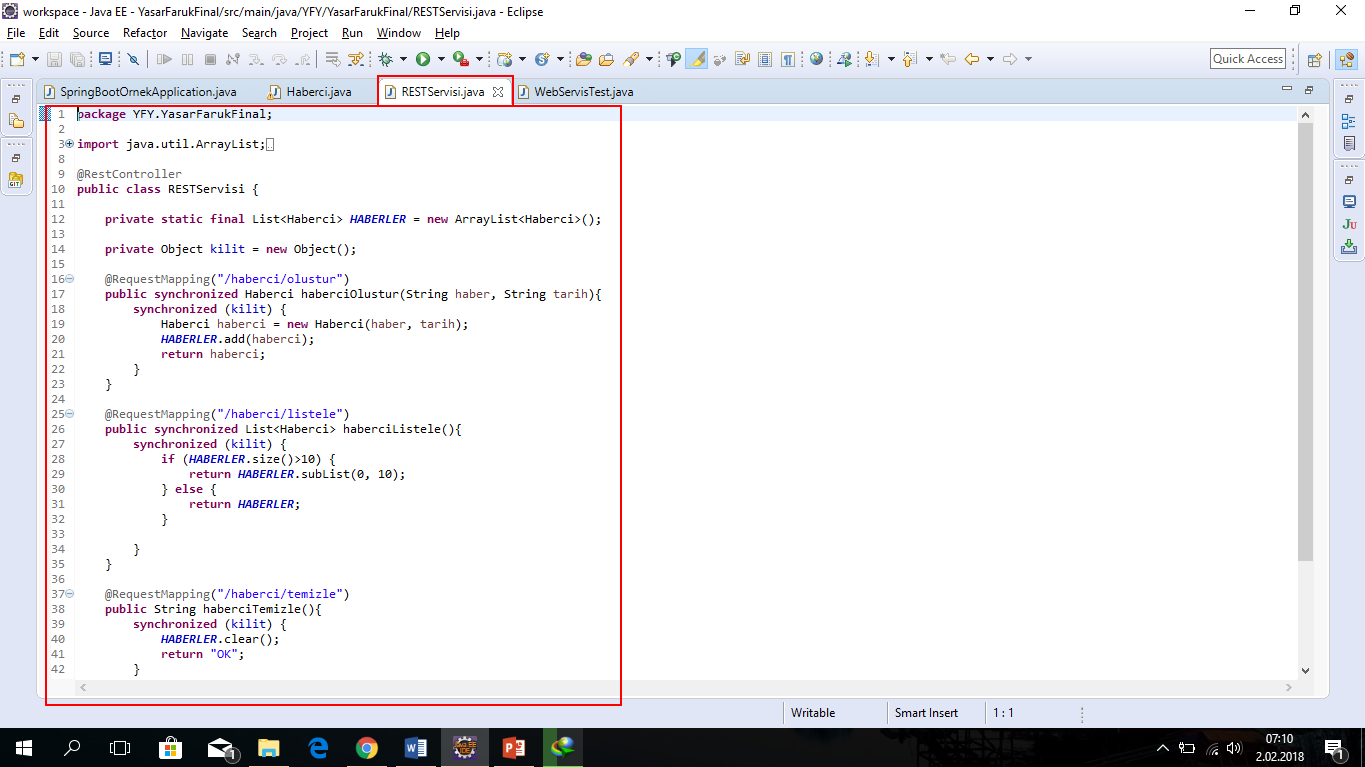 workspace - Java EE - YasarFarukFinal/src/main/java/YFY/YasarFarukFinal/RESTServisi.java - Eclipse
File Edit Source Refactor Navigate Search Project Run Window Help
Quick Access
SpringBootOrnekApplication.java Haberci.java RESTServisi.java WebServisTest.java
1 package YFY.YasarFarukFinal;
2
3 import java.util.ArrayList;
8
9 @RestController
10 public class RESTServisi {
11
12 private static final List<Haberci> HABERLER = new ArrayList<Haberci>();
13
14 private Object kilit = new Object();
15
16 @RequestMapping("/haberci/olustur")
17 public synchronized Haberci haberciOlustur(String haber, String tarih){
18 synchronized (kilit) {
19 Haberci haberci = new Haberci(haber, tarih);
20 HABERLER.add(haberci);
21 return haberci;
22 }
23 }
24
25 @RequestMapping("/haberci/listele")
26 public synchronized List<Haberci> haberciListele(){
27 synchronized (kilit) {
28 if (HABERLER.size()>10) {
29 return HABERLER.subList(0, 10);
30 } else {
31 return HABERLER;
32 }
33
34 }
35 }
36
37 @RequestMapping("/haberci/temizle")
38 public String haberciTemizle(){
39 synchronized (kilit) {
40 HABERLER.clear();
41 return "OK";
42 }
Writable Smart Insert 1 : 1
07:10
2.02.2018